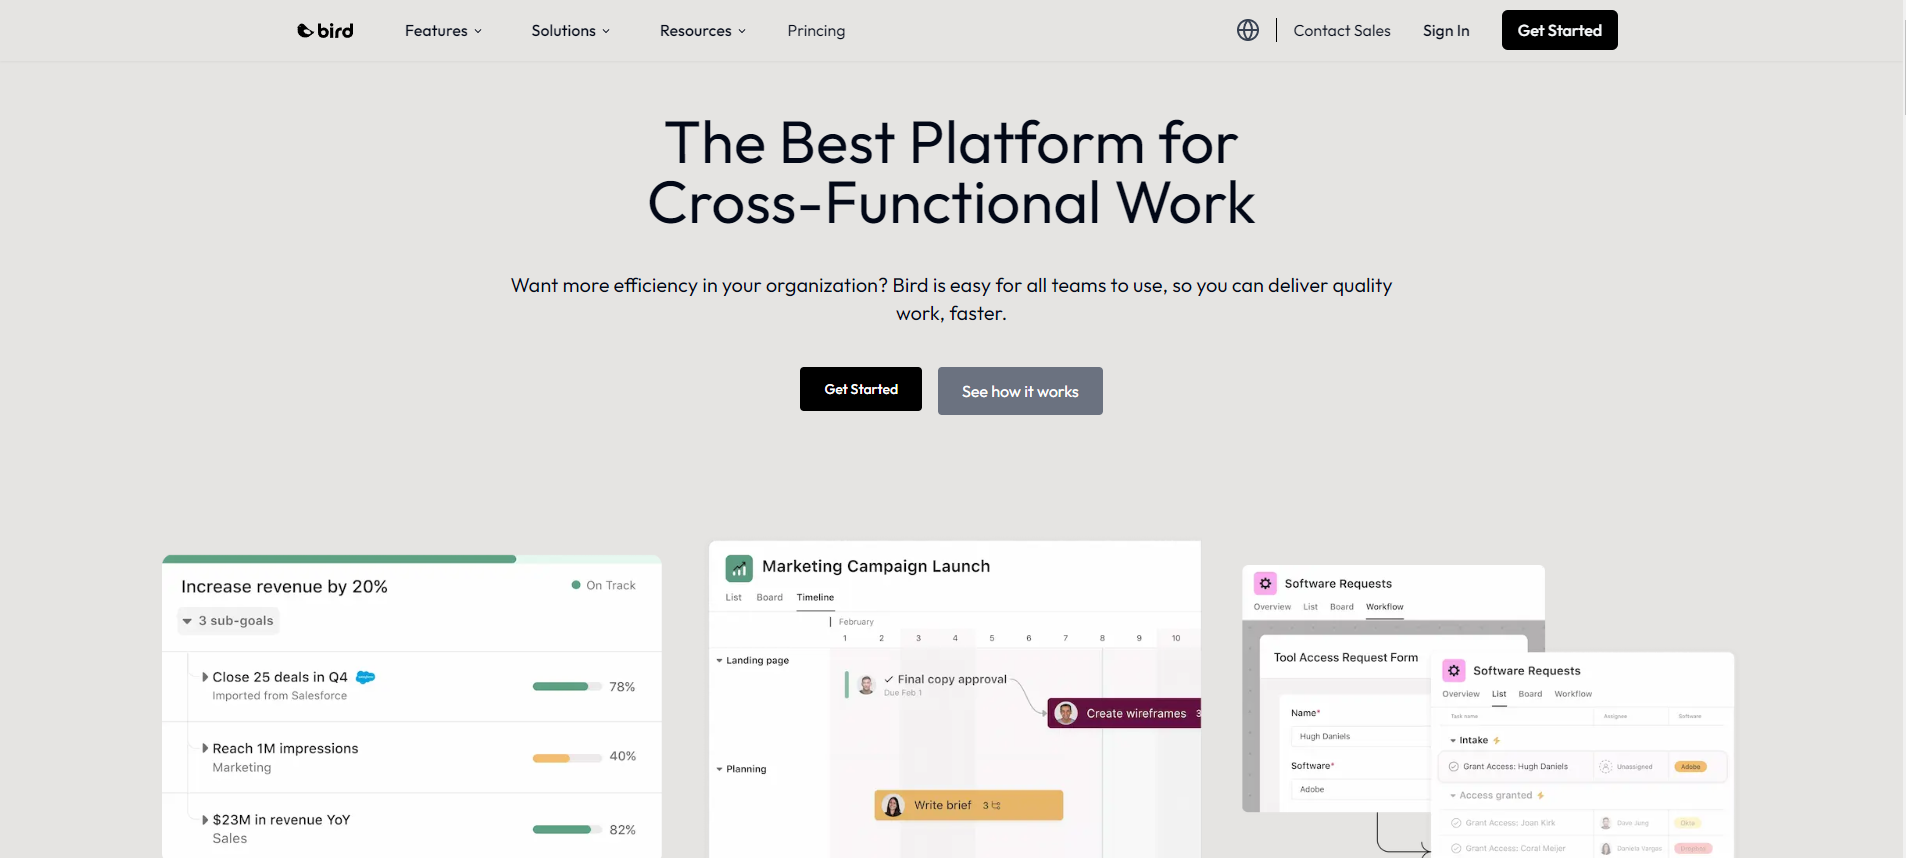 bird
Features
Solutions
Resources
Princing
Contact Sales
Sign In
Get Started
The Best Platform for
Cross-Functional Work
Want more efficiency in your organization? Bird is easy for all teams to use, so you can deliver quality
work, faster.
Get Started
See how it works
Increase revenue by 20%
On Track
3 sub-goals
Close 25 deals in Q4
Imported from Salesforce
78%
Reach 1M impressions
Marketing
40%
$23M in revenue YoY
Sales
82%
Marketing Campaign Launch
List Board Timeline
February
1 2 3 4 5 6 7 8 9 10
Landing page
Final copy approval
Due Feb 1
Create wireframes 3
Planning
Write brief 3
Software Requests
Overview List Board Workflow
Tool Access Request Form
Name*
Hugh Daniels
Software*
Adobe
Software Requests
Overview List Board Workflow
Task name Assignee Software
Intake
Grant Access: Hugh Daniels Unassigned Adobe
Access granted
Grant Access: Joan Kirk Dave Jung Okta
Grant Access: Coral Meijer Daniela Vargas Dropbox